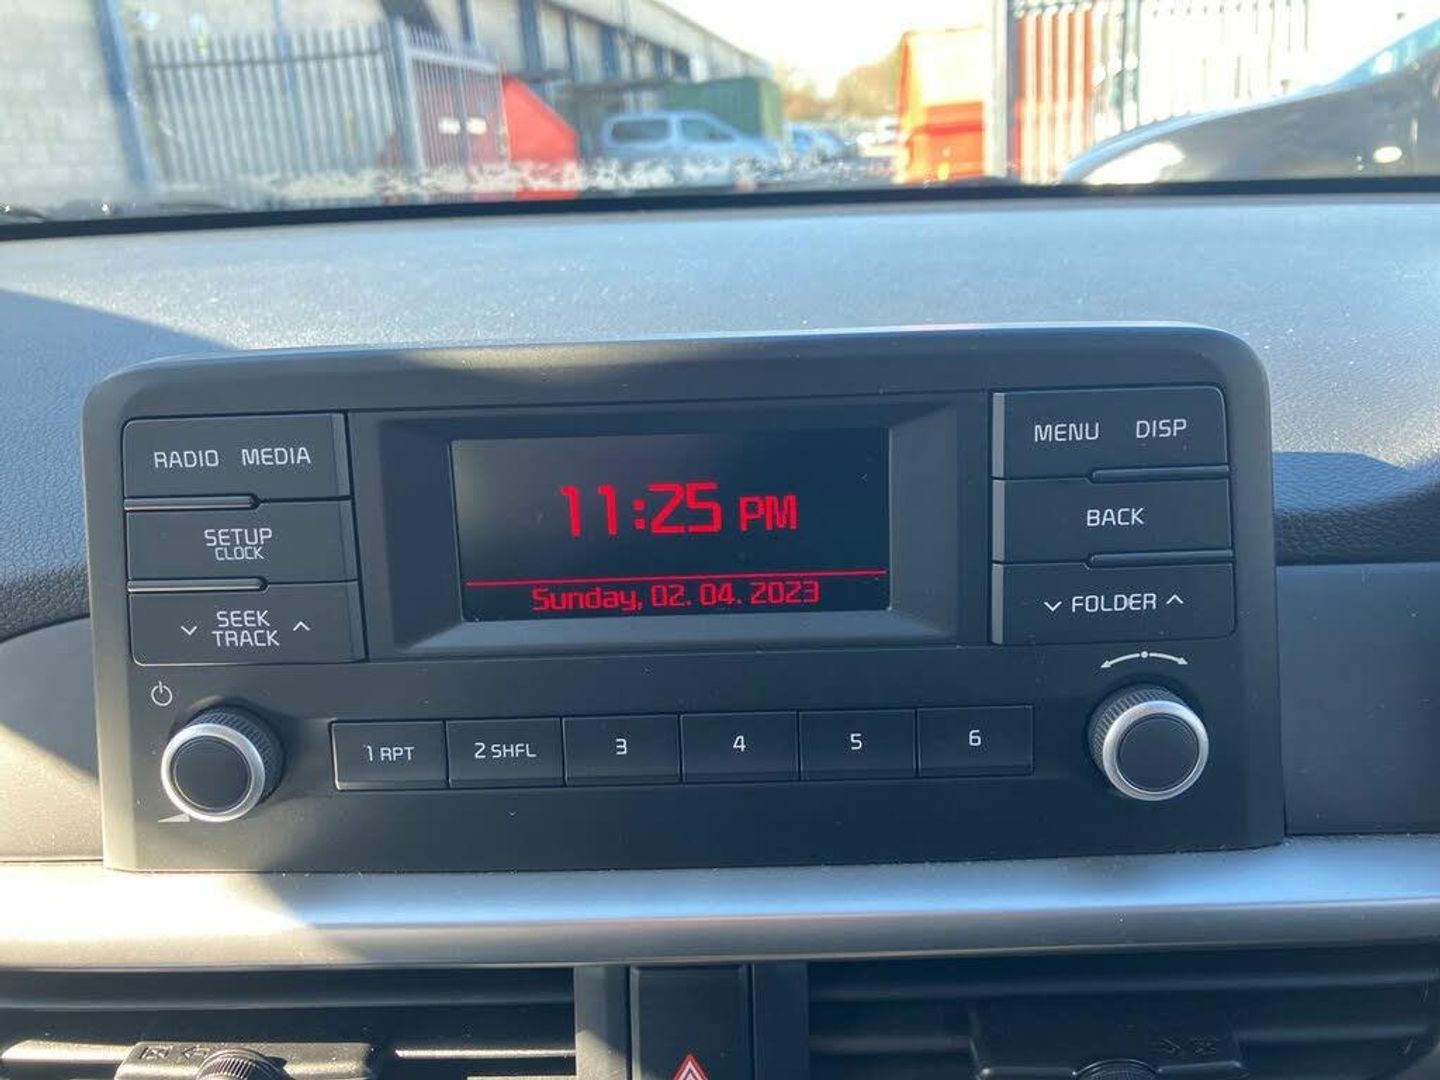 RADIO MEDIA
SETUP
CLOCK
SEEK
TRACK
11:25 PM
Sunday, 02. 04. 2023
MENU DISP
BACK
FOLDER
1 RPT 2 SHFL 3 4 5 6